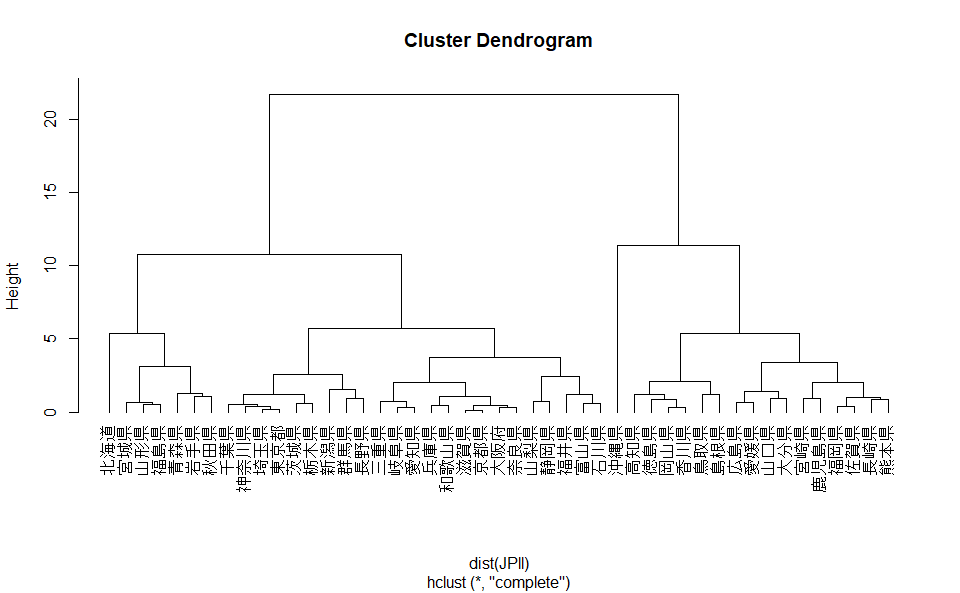 Cluster Dendrogram
Height
20
15
10
5
0
北海道
宮城県
山形県
福島県
青森県
岩手県
秋田県
千葉県
神奈川県
埼玉県
東京都
茨城県
栃木県
新潟県
群馬県
長野県
三重県
岐阜県
愛知県
兵庫県
和歌山県
滋賀県
京都県
大阪府
奈良県
山梨県
静岡県
福井県
富山県
石川県
沖縄県
高知県
徳島県
岡山県
香川県
鳥取県
島根県
広島県
愛媛県
山口県
大分県
宮崎県
鹿児島県
福岡県
佐賀県
長崎県
熊本県
dist(JPll)
hclust (*, "complete")